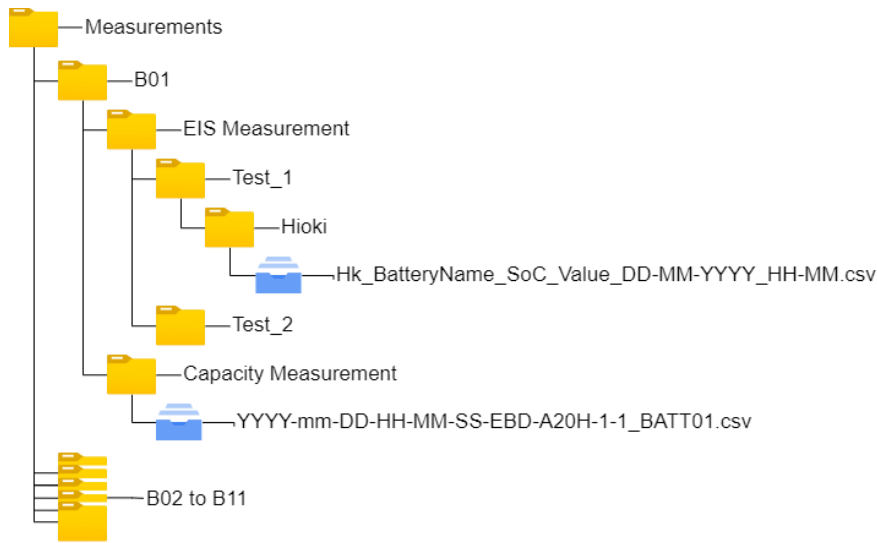 Measurements
B01
EIS Measurement
Test_1
Hioki
Hk_BatteryName_SoC_Value_DD-MM-YYYY_HH-MM.csv
Test_2
Capacity Measurement
YYYY-mm-DD-HH-MM-SS-EBD-A20H-1-1_BATT01.csv
B02 to B11